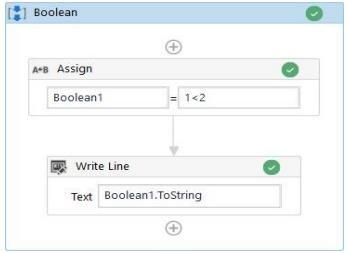 Boolean
A+B Assign
Boolean1 = 1<2
Write Line
Text Boolean1.ToString